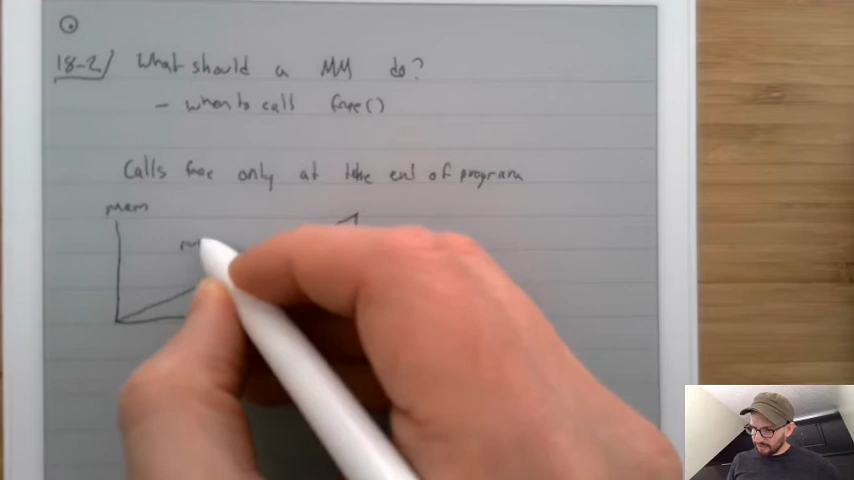 18-2/ What should a MM do?
- when to call free()
Calls free only at the end of program
mem